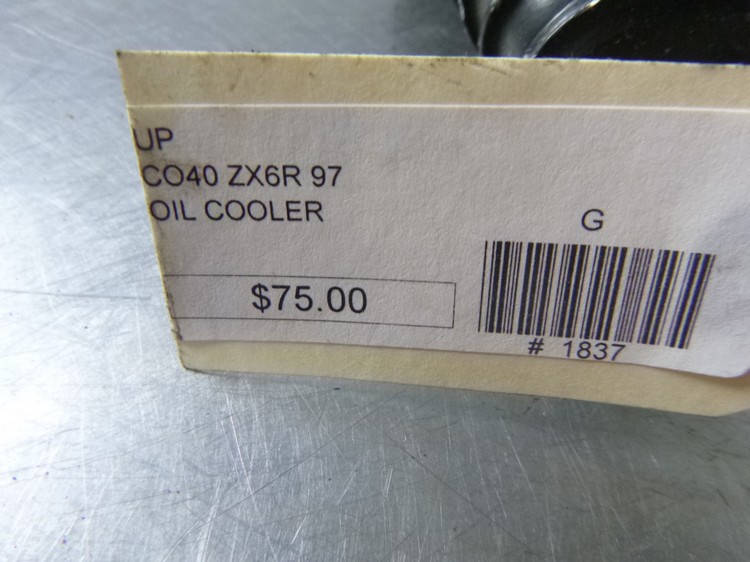 UP
CO40 ZX6R 97
OIL COOLER
G
$75.00
# 1837